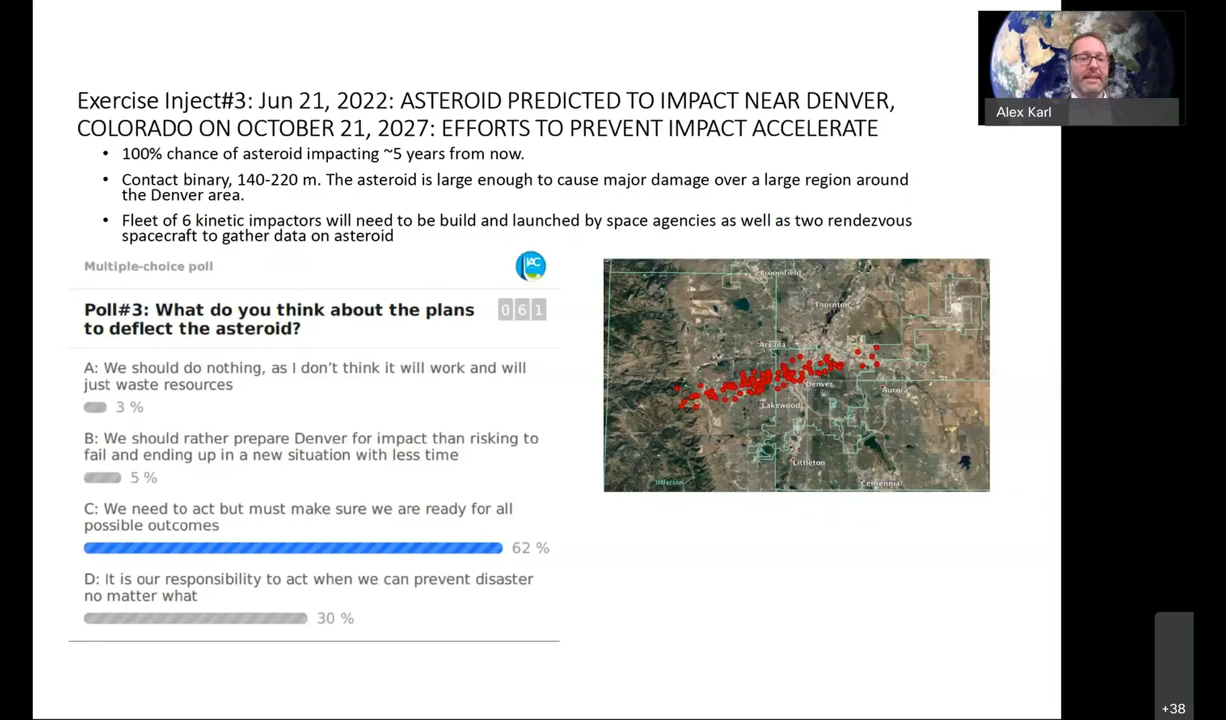 Exercise Inject#3: Jun 21, 2022: ASTEROID PREDICTED TO IMPACT NEAR DENVER,
COLORADO ON OCTOBER 21, 2027: EFFORTS TO PREVENT IMPACT ACCELERATE
• 100% chance of asteroid impacting ~5 years from now.
• Contact binary, 140-220 m. The asteroid is large enough to cause major damage over a large region around
the Denver area.
• Fleet of 6 kinetic impactors will need to be build and launched by space agencies as well as two rendezvous
spacecraft to gather data on asteroid
Alex Karl
Multiple-choice poll
IAC
Poll#3: What do you think about the plans
to deflect the asteroid?
061
A: We should do nothing, as I don't think it will work and will
just waste resources
3 %
B: We should rather prepare Denver for impact than risking to
fail and ending up in a new situation with less time
5 %
C: We need to act but must make sure we are ready for all
possible outcomes
62 %
D: It is our responsibility to act when we can prevent disaster
no matter what
30 %
Broomfield
Thornton
Arvada
Denver
Aurora
Lakewood
Littleton
Jefferson
Centennial
+38